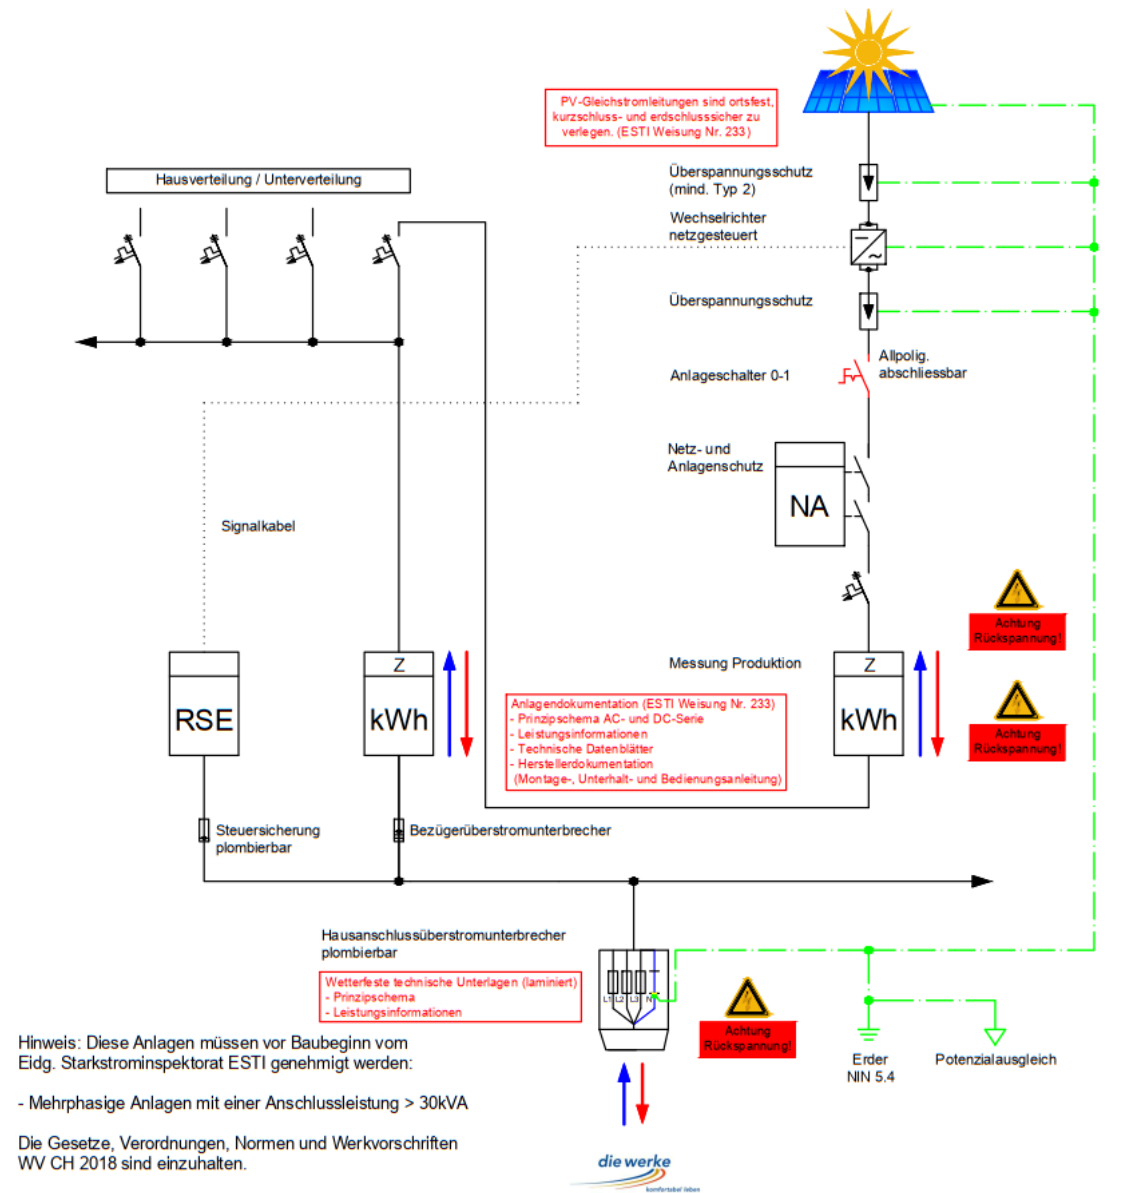 PV-Gleichstromleitungen sind ortsfest,
kurzschluss- und erdschlusssicher zu
verlegen. (ESTI Weisung Nr. 233)
Hausverteilung / Unterverteilung
Überspannungsschutz
(mind. Typ 2)
Wechselrichter
netzgesteuert
Überspannungsschutz
Allpolig.
abschliessbar
Anlageschalter 0-1
Netz- und
Anlagenschutz
NA
Signalkabel
Achtung
Rückspannung!
Messung Produktion
RSE
Z
kWh
Z
kWh
Anlagendokumentation (ESTI Weisung Nr. 233)
- Prinzipschema AC- und DC-Serie
- Leistungsinformationen
- Technische Datenblätter
- Herstellerdokumentation
(Montage-, Unterhalt- und Bedienungsanleitung)
Achtung
Rückspannung!
Steuersicherung
plombierbar
Bezügerüberstromunterbrecher
Hausanschlussüberstromunterbrecher
plombierbar
Wetterfeste technische Unterlagen (laminiert)
- Prinzipschema
- Leistungsinformationen
L1 L2 L3 N
Achtung
Rückspannung!
Erder
NIN 5.4
Potenzialausgleich
Hinweis: Diese Anlagen müssen vor Baubeginn vom
Eidg. Starkstrominspektorat ESTI genehmigt werden:
- Mehrphasige Anlagen mit einer Anschlussleistung > 30kVA
Die Gesetze, Verordnungen, Normen und Werkvorschriften
WV CH 2018 sind einzuhalten.
die werke
komfortabel leben